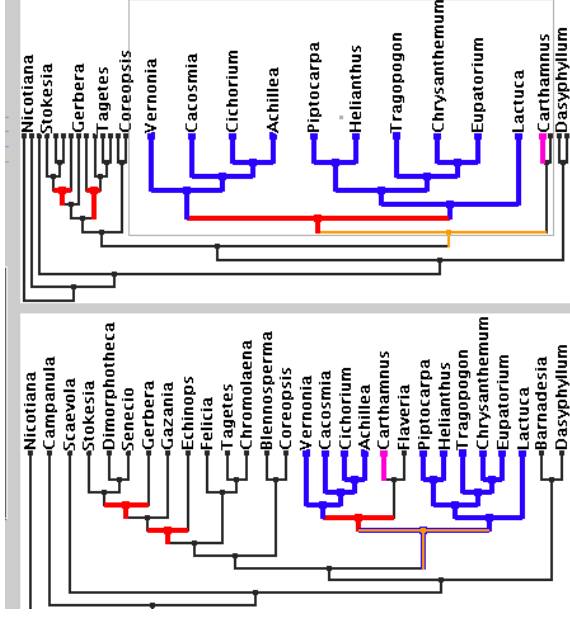 Nicotiana
Stokesia
Gerbera
Tagetes
Coreopsis
Vernonia
Cacosmia
Cichorium
Achillea
Piptocarpa
Helianthus
Tragopogon
Chrysanthemum
Eupatorium
Lactuca
Carthamnus
Dasyphyllum
Nicotiana
Campanula
Scaevola
Stokesia
Dimorphotheca
Senecio
Gerbera
Gazania
Echinops
Felicia
Tagetes
Chromolaena
Blennosperma
Coreopsis
Vernonia
Cacosmia
Cichorium
Achillea
Carthamnus
Flaveria
Piptocarpa
Helianthus
Tragopogon
Chrysanthemum
Eupatorium
Lactuca
Barnadesia
Dasyphyllum